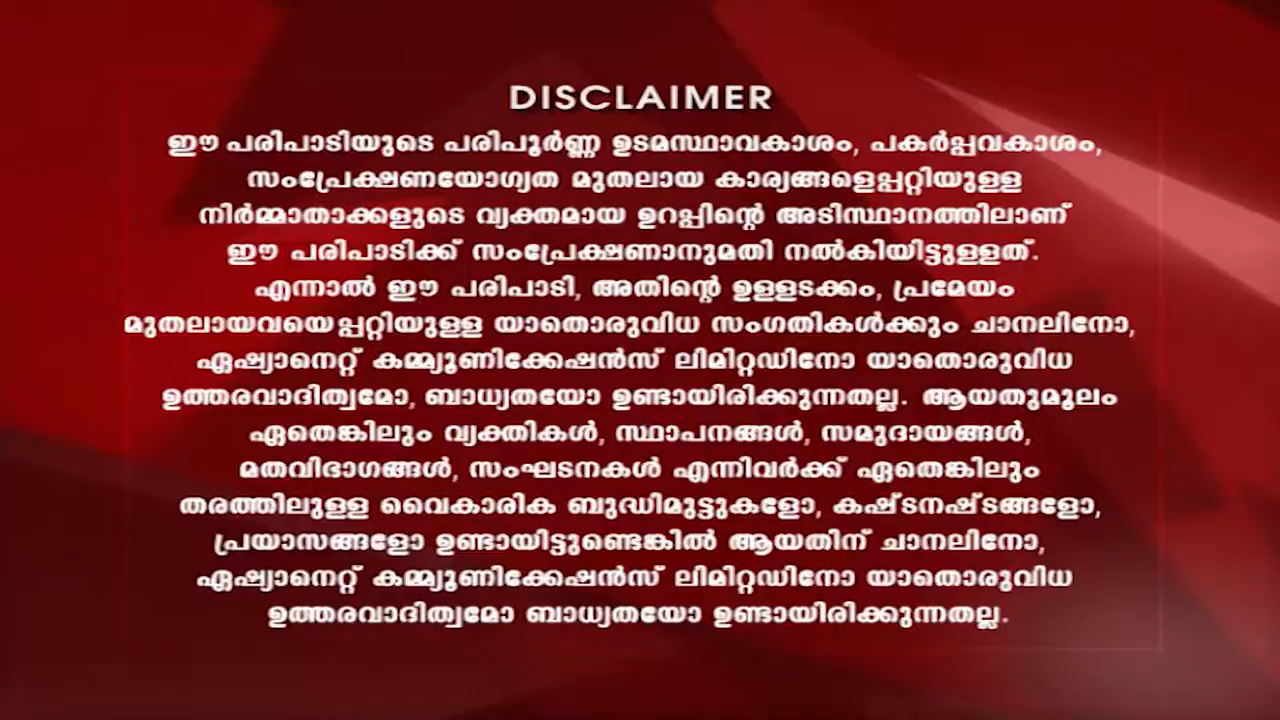 DISCLAIMER
ഈ പരിപാടിയുടെ പരിപൂർണ്ണ ഉടമസ്ഥാവകാശം, പകർപ്പവകാശം,
സംപ്രേക്ഷണയോഗ്യത മുതലായ കാര്യങ്ങളെപ്പറ്റിയുള്ള
നിർമ്മാതാക്കളുടെ വ്യക്തമായ ഉറപ്പിന്റെ അടിസ്ഥാനത്തിലാണ്
ഈ പരിപാടിക്ക് സംപ്രേക്ഷണാനുമതി നൽകിയിട്ടുള്ളത്.
എന്നാൽ ഈ പരിപാടി, അതിന്റെ ഉള്ളടക്കം, പ്രമേയം
മുതലായവയെപ്പറ്റിയുള്ള യാതൊരുവിധ സംഗതികൾക്കും ചാനലിനോ,
ഏഷ്യാനെറ്റ് കമ്മ്യൂണിക്കേഷൻസ് ലിമിറ്റഡിനോ യാതൊരുവിധ
ഉത്തരവാദിത്വമോ, ബാധ്യതയോ ഉണ്ടായിരിക്കുന്നതല്ല. ആയതുമൂലം
ഏതെങ്കിലും വ്യക്തികൾ, സ്ഥാപനങ്ങൾ, സമുദായങ്ങൾ,
മതവിഭാഗങ്ങൾ, സംഘടനകൾ എന്നിവർക്ക് ഏതെങ്കിലും
തരത്തിലുള്ള വൈകാരിക ബുദ്ധിമുട്ടുകളോ, കഷ്ടനഷ്ടങ്ങളോ,
പ്രയാസങ്ങളോ ഉണ്ടായിട്ടുണ്ടെങ്കിൽ ആയതിന് ചാനലിനോ,
ഏഷ്യാനെറ്റ് കമ്മ്യൂണിക്കേഷൻസ് ലിമിറ്റഡിനോ യാതൊരുവിധ
ഉത്തരവാദിത്വമോ ബാധ്യതയോ ഉണ്ടായിരിക്കുന്നതല്ല.